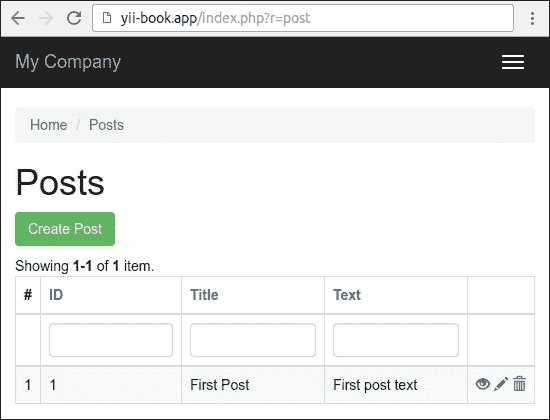 yii-book.app/index.php?r=post
My Company
Home / Posts
Posts
Create Post
Showing 1-1 of 1 item.
# ID Title Text
1 1 First Post First post text